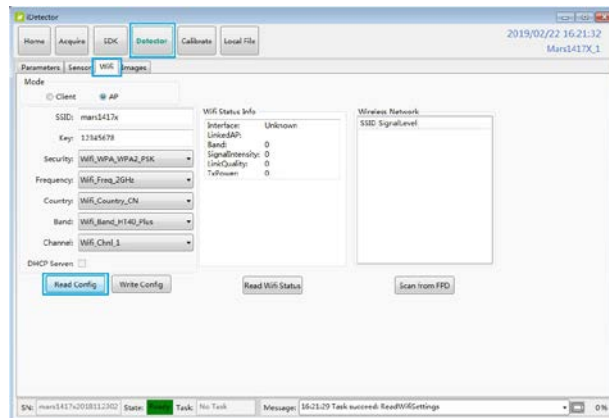 iDetector
Home Acquire SDK Detector Calibrate Local File
2019/02/22 16:21:32
Mars1417X_1
Parameters Sensor Wifi Images
Mode
Client AP
SSID: mars1417x
Key: 12345678
Security: Wifi_WPA_WPA2_PSK
Frequency: Wifi_Freq_2GHz
Country: Wifi_Country_CN
Band: Wifi_Band_HT40_Plus
Channel: Wifi_Chnl_1
DHCP Server:
Read Config Write Config
Wifi Status Info
Interface: Unknown
LinkedAP:
Band: 0
SignalIntensity: 0
LinkQuality: 0
TxPower: 0
Read Wifi Status
Wireless Network
SSID SignalLevel
Scan from FPD
SN: mars1417x2018112302 State: Ready Task: No Task Message: 16:21:29 Task succeed: ReadWifiSettings 0%